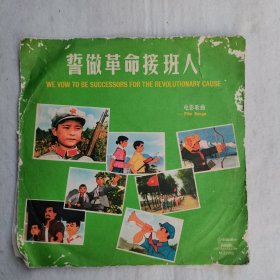 誓做革命接班人
WE VOW TO BE SUCCESSORS FOR THE REVOLUTIONARY CAUSE
电影歌曲
Film Songs